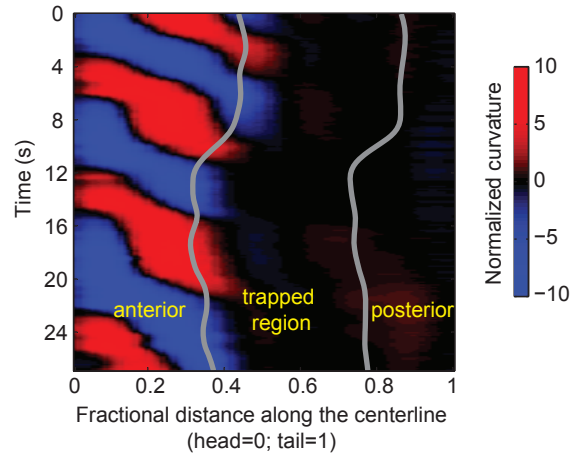 0
4
8
12
16
20
24
Time (s)
anterior
trapped
region
posterior
0
0.2
0.4
0.6
0.8
1
Fractional distance along the centerline
(head=0; tail=1)
10
5
0
−5
−10
Normalized curvature